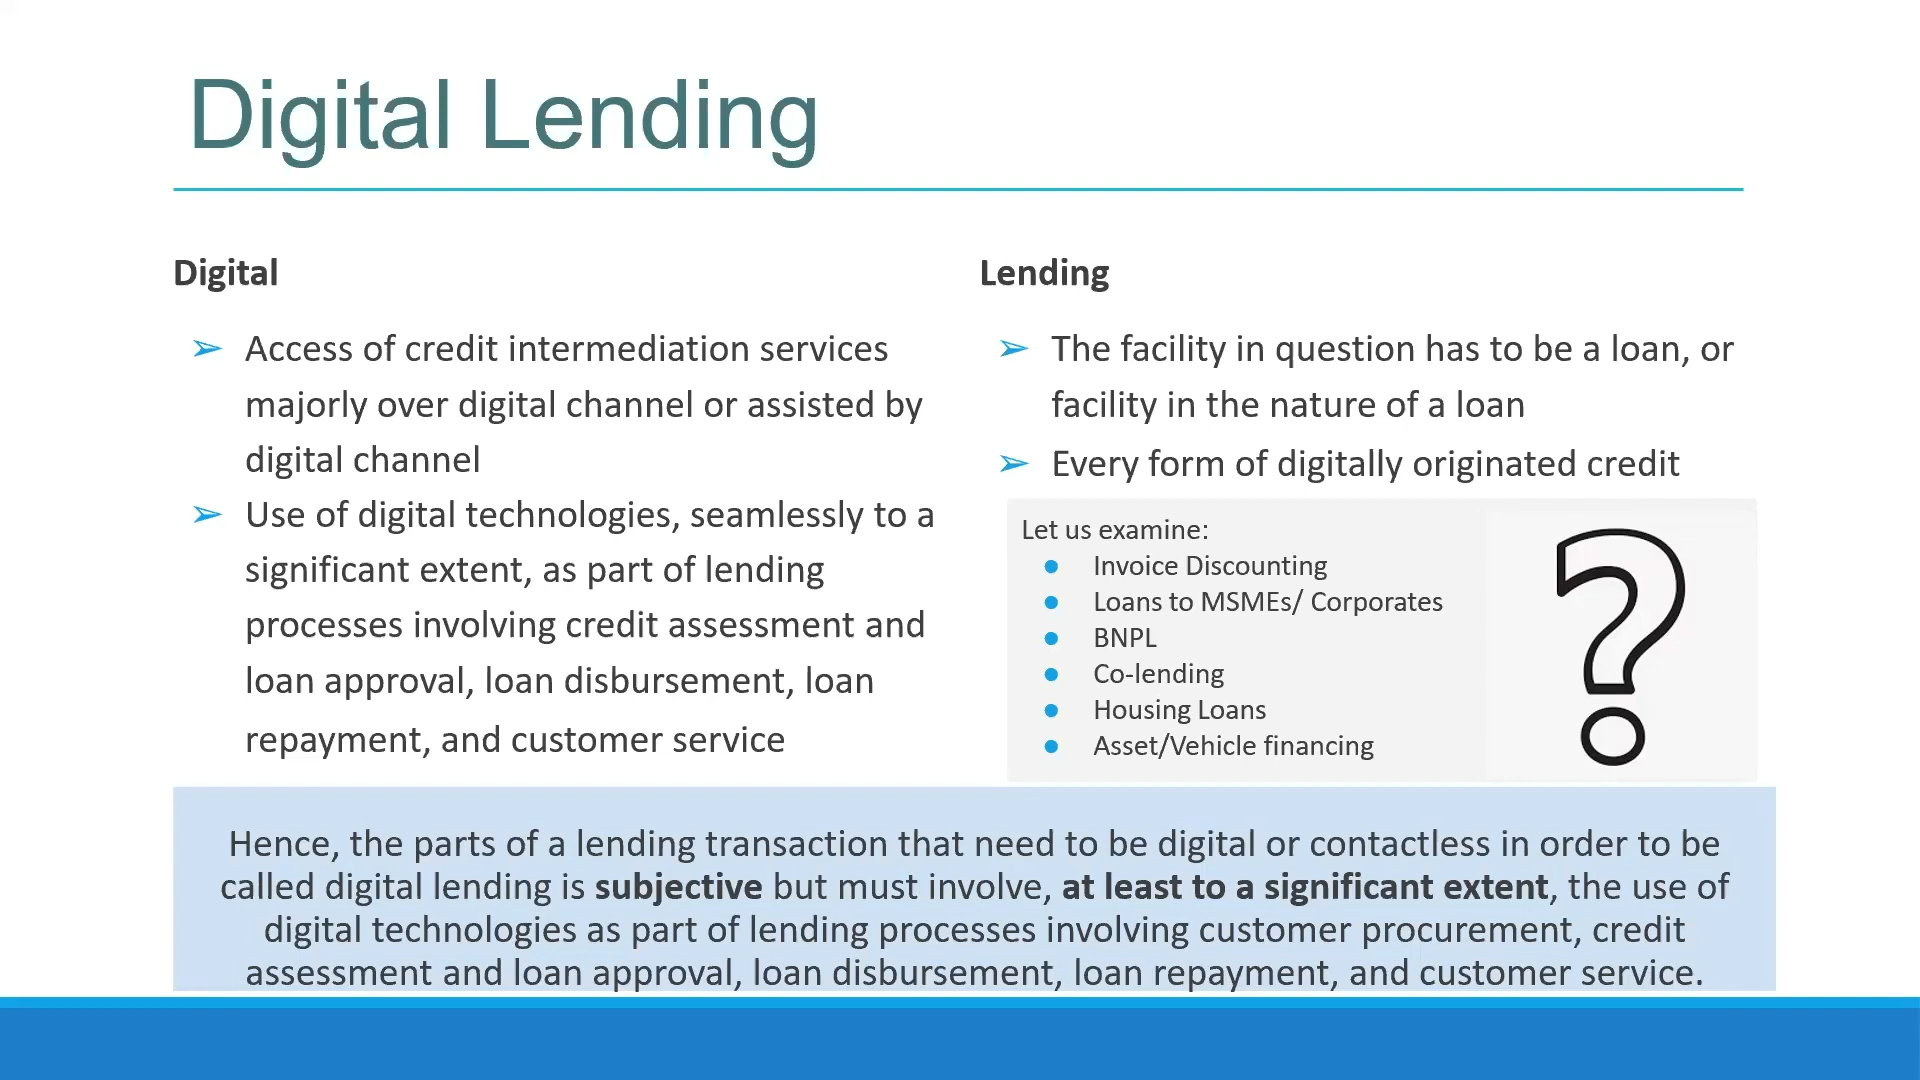 Digital Lending
Digital
➢ Access of credit intermediation services
majorly over digital channel or assisted by
digital channel
➢ Use of digital technologies, seamlessly to a
significant extent, as part of lending
processes involving credit assessment and
loan approval, loan disbursement, loan
repayment, and customer service
Lending
➢ The facility in question has to be a loan, or
facility in the nature of a loan
➢ Every form of digitally originated credit
Let us examine:
● Invoice Discounting
● Loans to MSMEs/ Corporates
● BNPL
● Co-lending
● Housing Loans
● Asset/Vehicle financing
?
Hence, the parts of a lending transaction that need to be digital or contactless in order to be
called digital lending is subjective but must involve, at least to a significant extent, the use of
digital technologies as part of lending processes involving customer procurement, credit
assessment and loan approval, loan disbursement, loan repayment, and customer service.